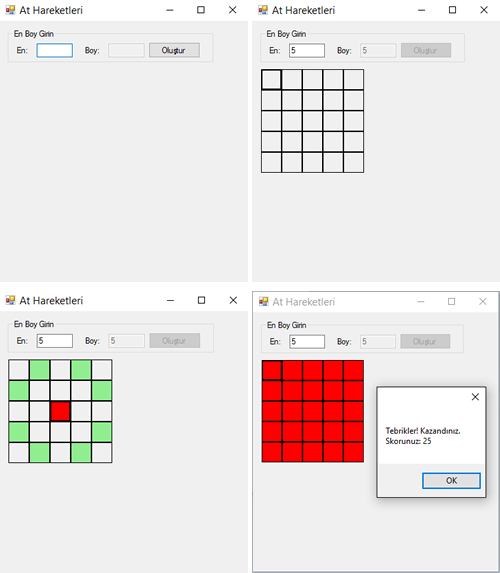 At Hareketleri
En Boy Girin
En: Boy: Oluştur
At Hareketleri
En Boy Girin
En: 5 Boy: 5 Oluştur
At Hareketleri
En Boy Girin
En: 5 Boy: 5 Oluştur
At Hareketleri
En Boy Girin
En: 5 Boy: 5 Oluştur
Tebrikler! Kazandınız.
Skorunuz: 25
OK